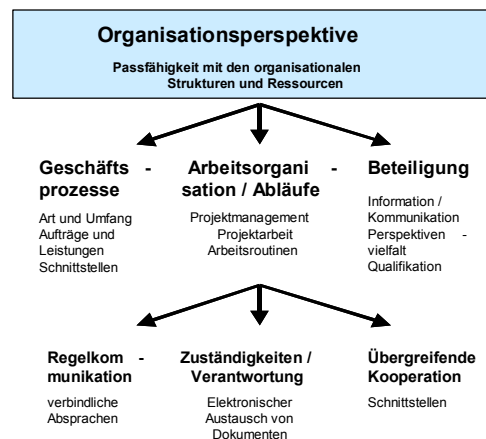 Organisationsperspektive
Passfähigkeit mit den organisationalen
Strukturen und Ressourcen
Geschäfts -
prozesse
Art und Umfang
Aufträge und
Leistungen
Schnittstellen
Arbeitsorgani -
sation / Abläufe
Projektmanagement
Projektarbeit
Arbeitsroutinen
Beteiligung
Information /
Kommunikation
Perspektiven -
vielfalt
Qualifikation
Regelkom -
munikation
verbindliche
Absprachen
Zuständigkeiten /
Verantwortung
Elektronischer
Austausch von
Dokumenten
Übergreifende
Kooperation
Schnittstellen